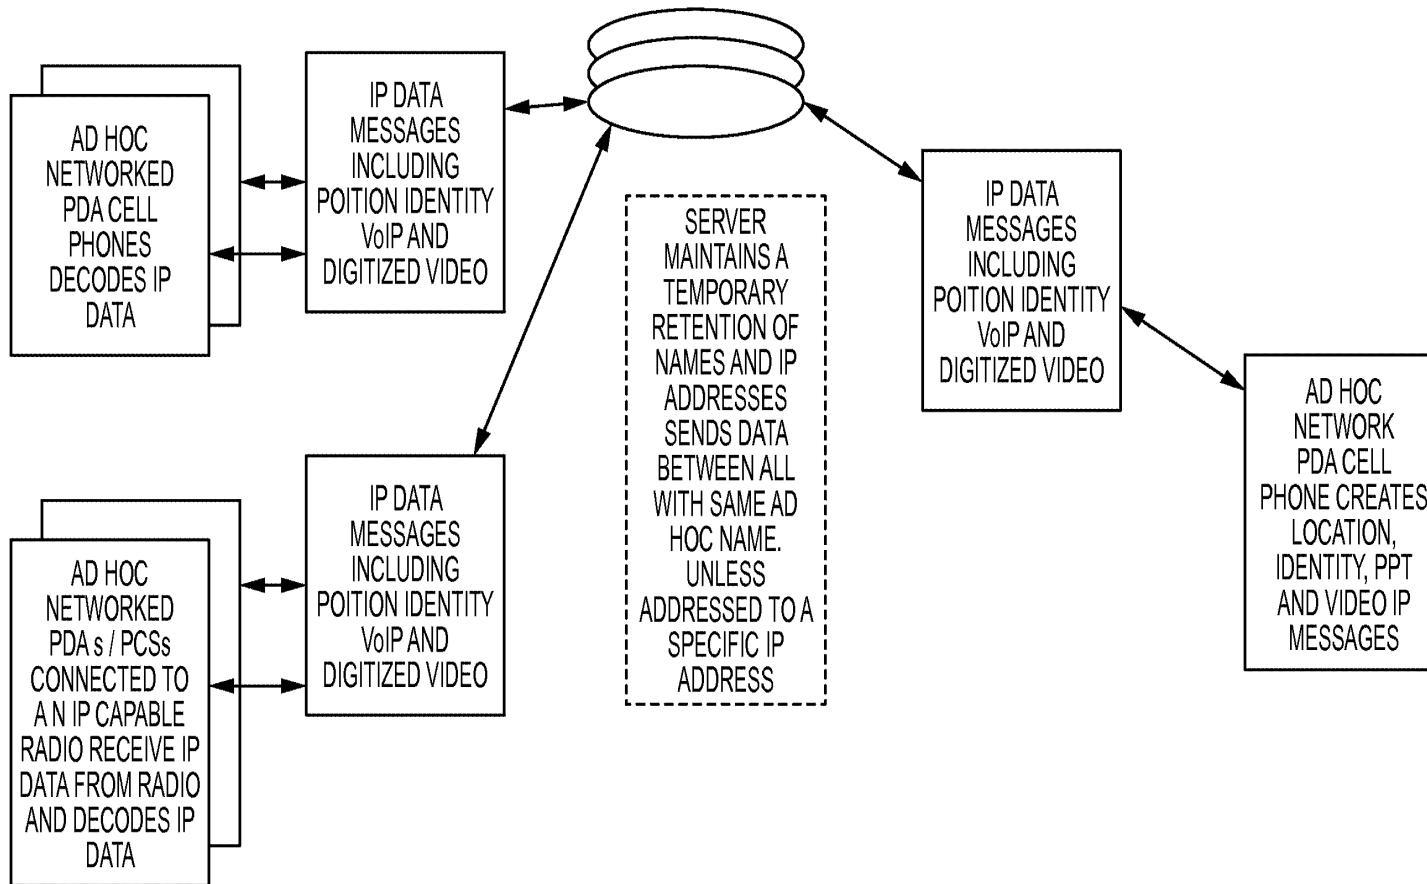 AD HOC
NETWORKED
PDA CELL
PHONES
DECODES IP
DATA
IP DATA
MESSAGES
INCLUDING
POITION IDENTITY
VoIP AND
DIGITIZED VIDEO
SERVER
MAINTAINS A
TEMPORARY
RETENTION OF
NAMES AND IP
ADDRESSES
SENDS DATA
BETWEEN ALL
WITH SAME AD
HOC NAME.
UNLESS
ADDRESSED TO A
SPECIFIC IP
ADDRESS
IP DATA
MESSAGES
INCLUDING
POITION IDENTITY
VoIP AND
DIGITIZED VIDEO
AD HOC
NETWORK
PDA CELL
PHONE CREATES
LOCATION,
IDENTITY, PPT
AND VIDEO IP
MESSAGES
AD HOC
NETWORKED
PDA s / PCSs
CONNECTED TO
A N IP CAPABLE
RADIO RECEIVE IP
DATA FROM RADIO
AND DECODES IP
DATA
IP DATA
MESSAGES
INCLUDING
POITION IDENTITY
VoIP AND
DIGITIZED VIDEO